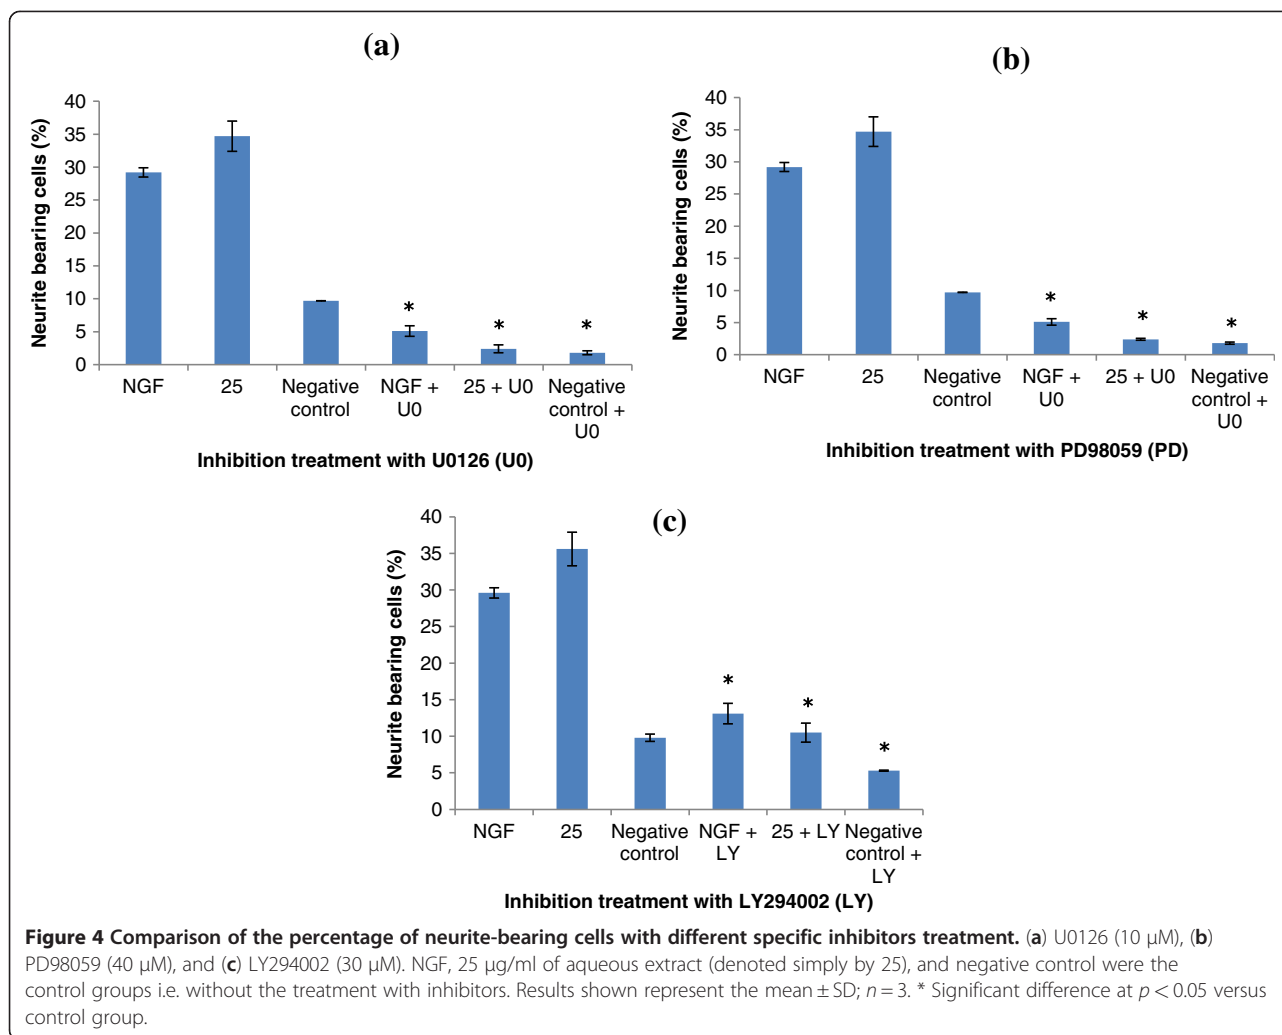 (a)
40
35
30
25
20
15
10
5
0
Neurite bearing cells (%)
*
*
*
NGF
25
Negative
control
NGF +
U0
25 + U0
Negative
control +
U0
Inhibition treatment with U0126 (U0)
(b)
40
35
30
25
20
15
10
5
0
Neurite bearing cells (%)
*
*
*
NGF
25
Negative
control
NGF +
U0
25 + U0
Negative
control +
U0
Inhibition treatment with PD98059 (PD)
(c)
40
35
30
25
20
15
10
5
0
Neurite bearing cells (%)
*
*
*
NGF
25
Negative
control
NGF +
LY
25 + LY
Negative
control +
LY
Inhibition treatment with LY294002 (LY)
Figure 4 Comparison of the percentage of neurite-bearing cells with different specific inhibitors treatment. (a) U0126 (10 μM), (b)
PD98059 (40 μM), and (c) LY294002 (30 μM). NGF, 25 μg/ml of aqueous extract (denoted simply by 25), and negative control were the
control groups i.e. without the treatment with inhibitors. Results shown represent the mean ± SD; n = 3. * Significant difference at p < 0.05 versus
control group.